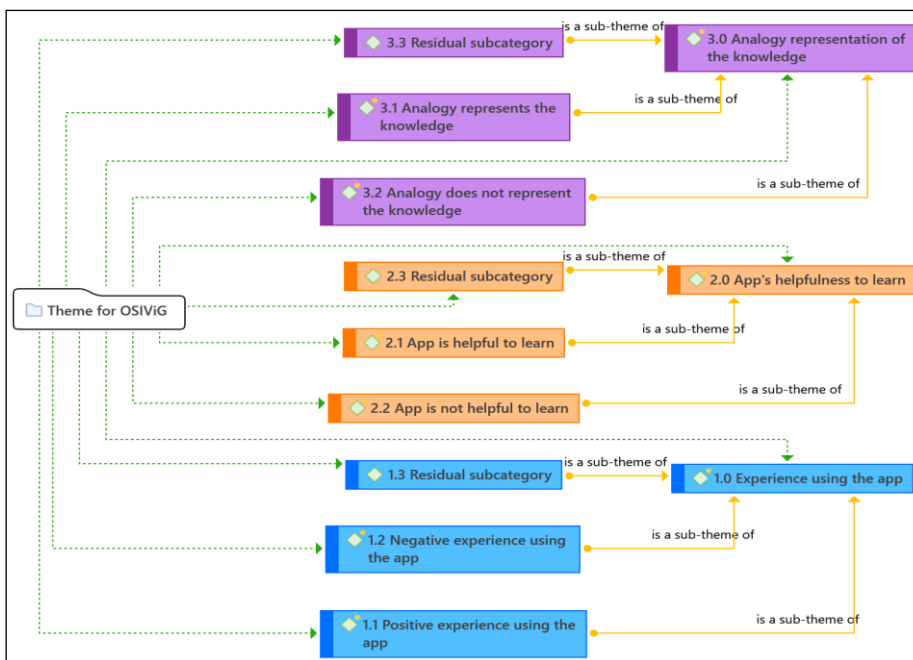 is a sub-theme of
3.3 Residual subcategory
3.0 Analogy representation of
the knowledge
3.1 Analogy represents the
knowledge
is a sub-theme of
3.2 Analogy does not represent
the knowledge
is a sub-theme of
2.3 Residual subcategory
is a sub-theme of
2.0 App's helpfulness to learn
Theme for OSIViG
2.1 App is helpful to learn
is a sub-theme of
2.2 App is not helpful to learn
is a sub-theme of
1.3 Residual subcategory
is a sub-theme of
1.0 Experience using the app
1.2 Negative experience using
the app
is a sub-theme of
1.1 Positive experience using the
app
is a sub-theme of